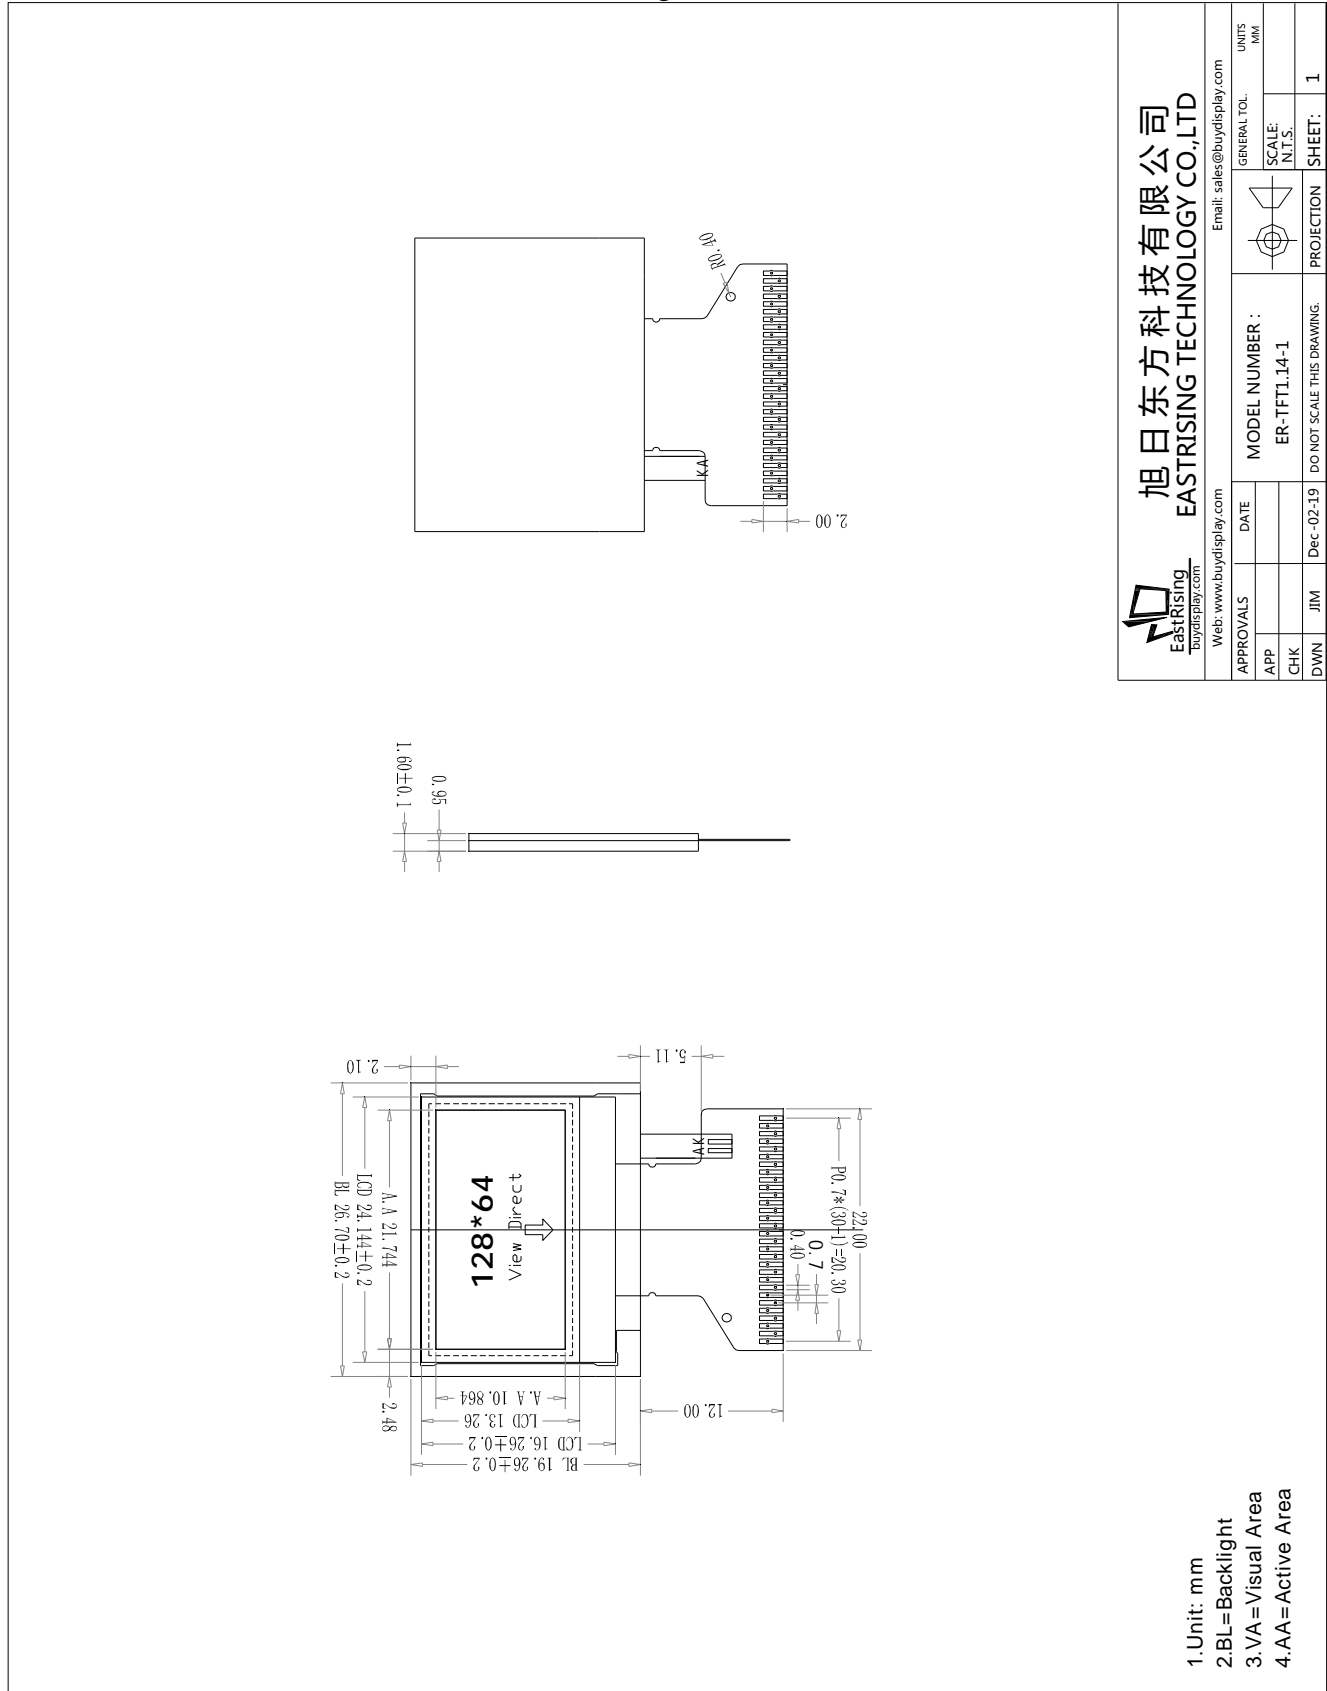 旭日东方科技有限公司
EASTRISING TECHNOLOGY CO.,LTD
EastRising
buydisplay.com
Web: www.buydisplay.com
Email: sales@buydisplay.com
APPROVALS
DATE
APP
CHK
DWN
JIM
Dec-02-19
MODEL NUMBER :
ER-TFT1.14-1
DO NOT SCALE THIS DRAWING.
PROJECTION
GENERAL TOL.
UNITS
MM
SCALE:
N.T.S.
SHEET:
1
R0.40
KA
2.00
1.60±0.1
0.95
2.10
5.11
AK
128*64
View Direct
A.A 21.744
LCD 24.144±0.2
BL 26.70±0.2
2.48
A.A 10.864
LCD 13.26
LCD 16.26±0.2
BL 19.26±0.2
12.00
0.40
0.7
P0.7*(30-1)=20.30
22.00
1.Unit: mm
2.BL=Backlight
3.VA=Visual Area
4.AA=Active Area